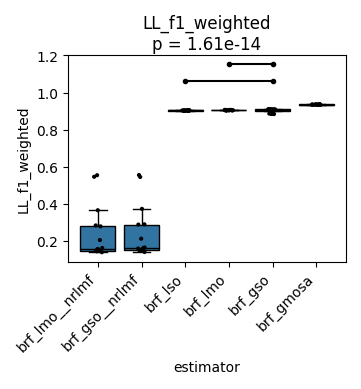 LL_f1_weighted
p = 1.61e-14
LL_f1_weighted
1.2
1.0
0.8
0.6
0.4
0.2
brf_lmo__nrlmf
brf_gso__nrlmf
brf_lso
brf_lmo
brf_gso
brf_gmosa
estimator